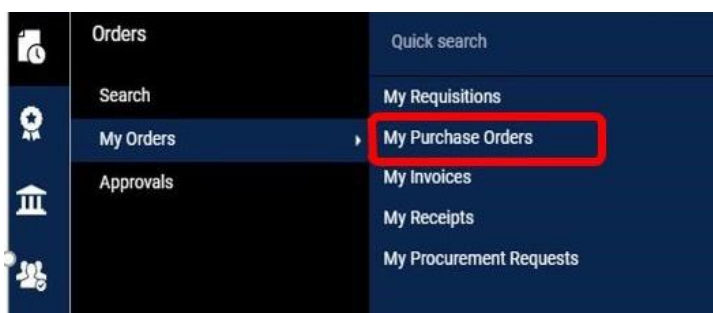 Orders
Search
My Orders
Approvals
Quick search
My Requisitions
My Purchase Orders
My Invoices
My Receipts
My Procurement Requests